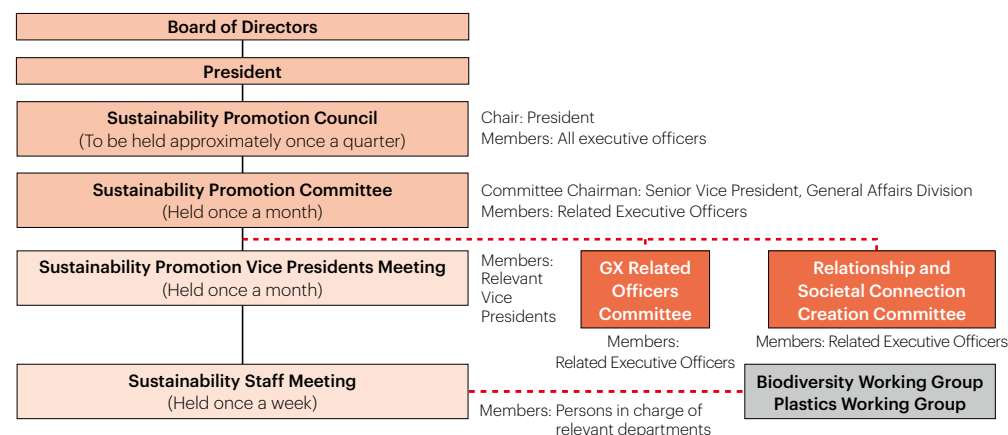 Board of Directors
President
Sustainability Promotion Council
(To be held approximately once a quarter)
Chair: President
Members: All executive officers
Sustainability Promotion Committee
(Held once a month)
Committee Chairman: Senior Vice President, General Affairs Division
Members: Related Executive Officers
Sustainability Promotion Vice Presidents Meeting
(Held once a month)
Members:
Relevant
Vice
Presidents
GX Related
Officers
Committee
Members:
Related Executive Officers
Relationship and
Societal Connection
Creation Committee
Members: Related Executive Officers
Sustainability Staff Meeting
(Held once a week)
Members: Persons in charge of
relevant departments
Biodiversity Working Group
Plastics Working Group